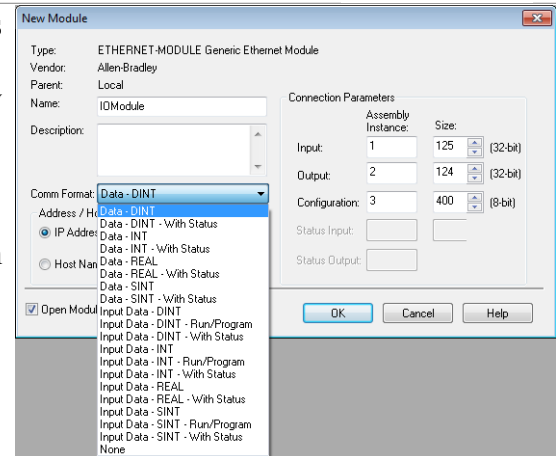 New Module
Type: ETHERNET-MODULE Generic Ethernet Module
Vendor: Allen-Bradley
Parent: Local
Name: IOModule
Description:
Comm Format: Data - DINT
Address / H
IP Addre
Host Nan
Open Modul
Data - DINT
Data - DINT - With Status
Data - INT
Data - INT - With Status
Data - REAL
Data - REAL - With Status
Data - SINT
Data - SINT - With Status
Input Data - DINT
Input Data - DINT - Run/Program
Input Data - DINT - With Status
Input Data - INT
Input Data - INT - Run/Program
Input Data - INT - With Status
Input Data - REAL
Input Data - REAL - With Status
Input Data - SINT
Input Data - SINT - Run/Program
Input Data - SINT - With Status
None
Connection Parameters
Assembly
Instance: Size:
Input: 1 125 (32-bit)
Output: 2 124 (32-bit)
Configuration: 3 400 (8-bit)
Status Input:
Status Output:
OK Cancel Help